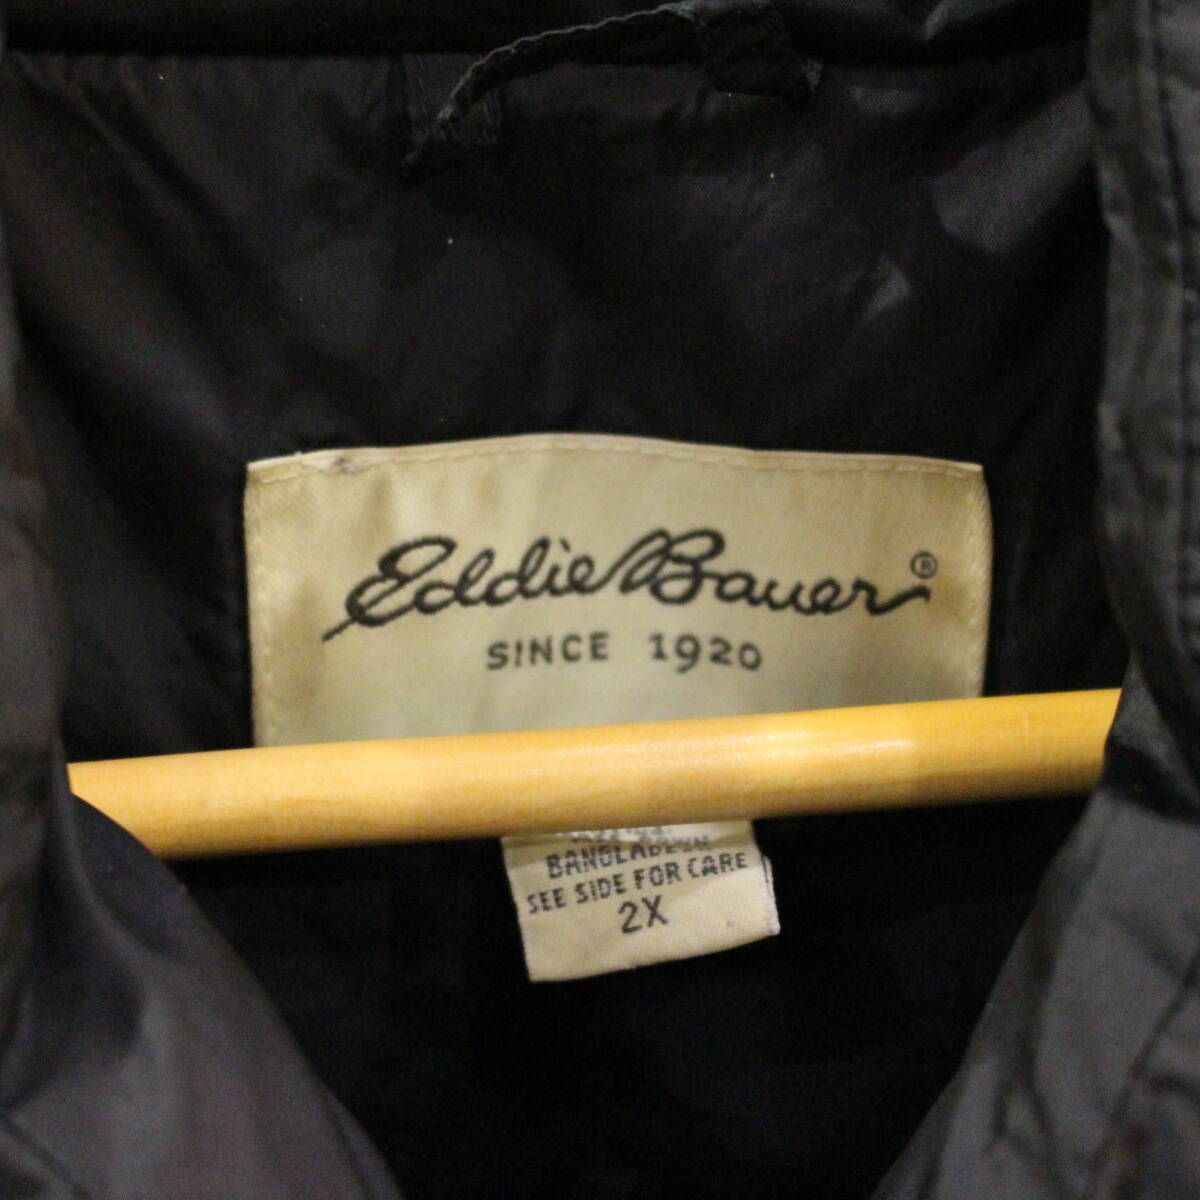 Eddie Bauer®
SINCE 1920
BANGLADESH
SEE SIDE FOR CARE
2X